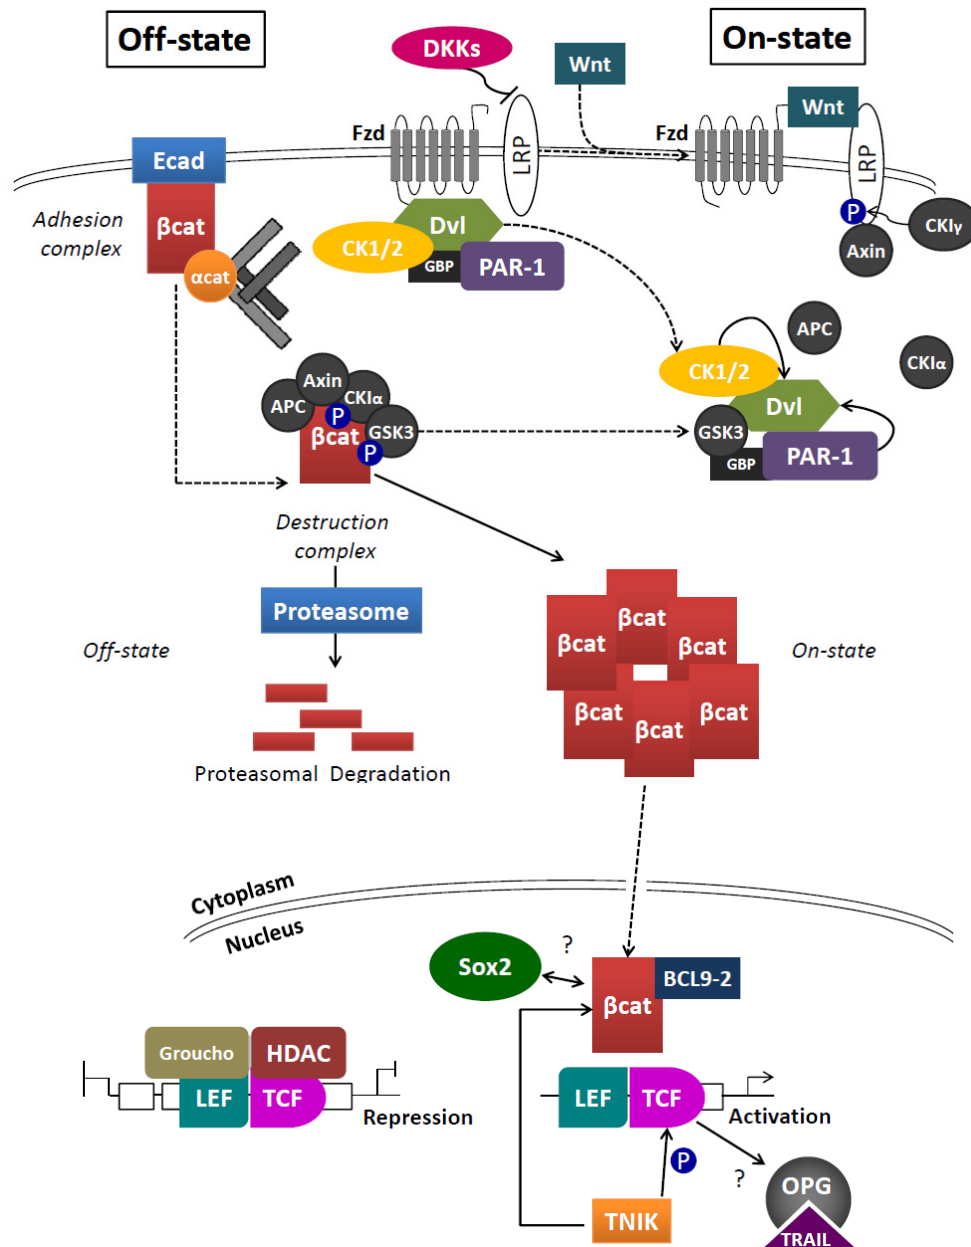 Off-state
DKKs
Wnt
On-state
Fzd
LRP
Fzd
Wnt
LRP
Ecad
βcat
αcat
Adhesion
complex
Dvl
CK1/2
GBP
PAR-1
P
CKIγ
Axin
APC
CKIα
CK1/2
Dvl
GSK3
GBP
PAR-1
Axin
APC
CKIα
P
βcat
GSK3
P
Destruction
complex
Proteasome
Off-state
Proteasomal Degradation
βcat
βcat
βcat
βcat
βcat
βcat
On-state
Cytoplasm
Nucleus
Sox2
?
βcat
BCL9-2
Groucho
HDAC
LEF
TCF
Repression
LEF
TCF
Activation
P
?
TNIK
OPG
TRAIL